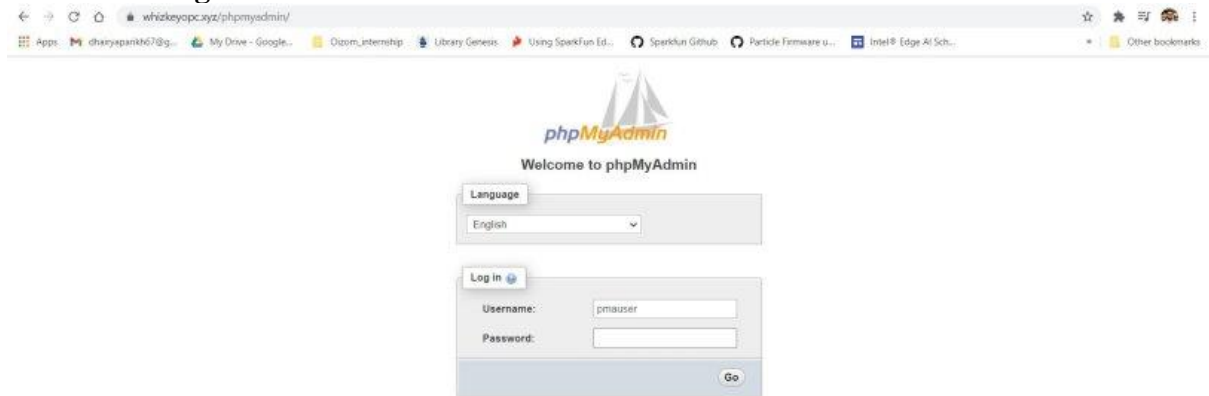 whizkeyopc.xyz/phpmyadmin/
Apps dhairyaparikh67@g... My Drive - Google... Oizom_internship Library Genesis Using SparkFun Ed... Sparkfun Github Particle Firmware u... Intel® Edge AI Sch... Other bookmarks
phpMyAdmin
Welcome to phpMyAdmin
Language
English
Log in
Username: pmauser
Password:
Go